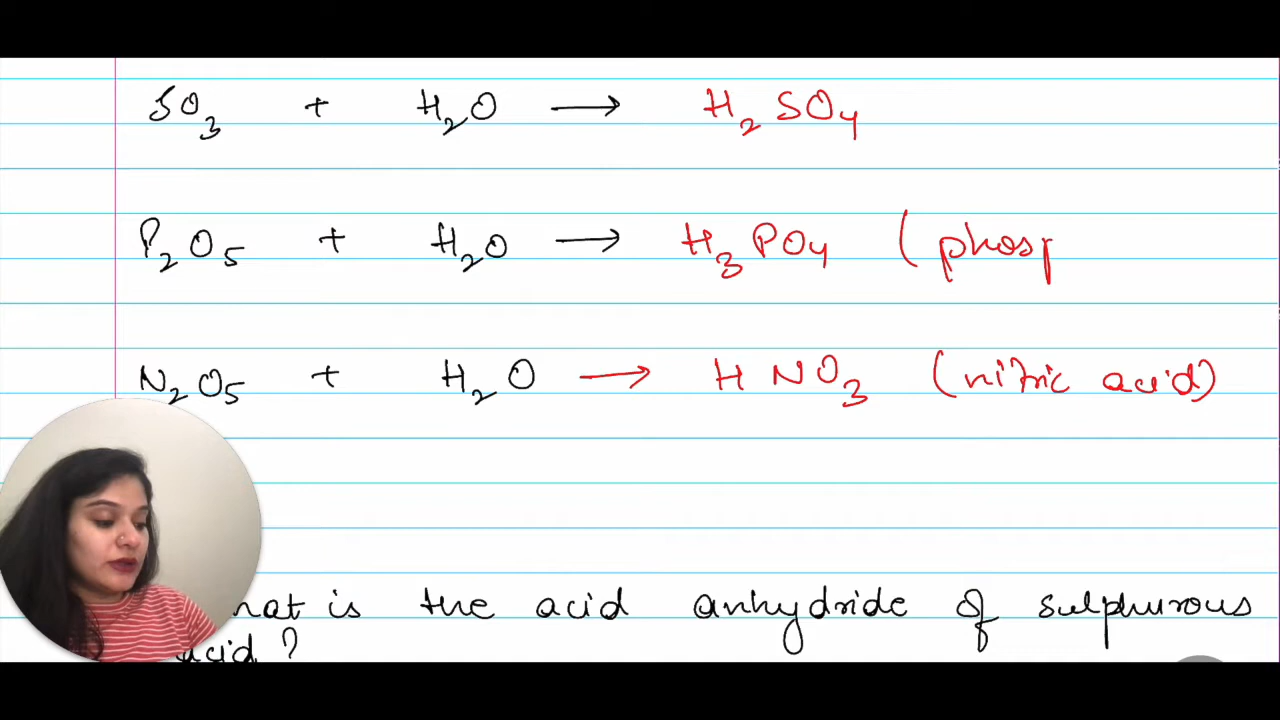 SO₃ + H₂O ⟶ H₂SO₄
P₂O₅ + H₂O ⟶ H₃PO₄ (phosp
N₂O₅ + H₂O ⟶ HNO₃ (nitric acid)
hat is the acid anhydride of sulphurous
acid?